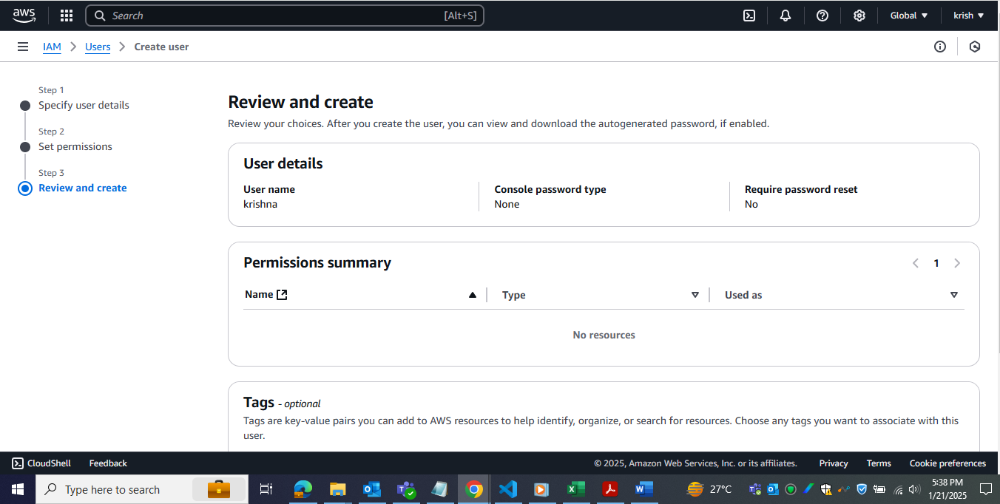 aws
Search [Alt+S]
Global krish
IAM Users Create user
Step 1
Specify user details
Step 2
Set permissions
Step 3
Review and create
Review and create
Review your choices. After you create the user, you can view and download the autogenerated password, if enabled.
User details
User name Console password type Require password reset
krishna None No
Permissions summary 1
Name Type Used as
No resources
Tags - optional
Tags are key-value pairs you can add to AWS resources to help identify, organize, or search for resources. Choose any tags you want to associate with this
user.
CloudShell Feedback © 2025, Amazon Web Services, Inc. or its affiliates. Privacy Terms Cookie preferences
Type here to search 27°C 5:38 PM
1/21/2025